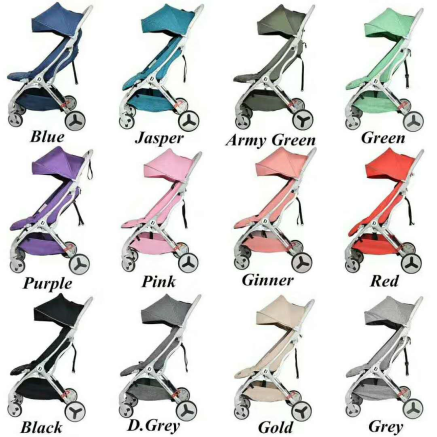 Blue
Jasper
Army Green
Green
Purple
Pink
Ginner
Red
Black
D.Grey
Gold
Grey